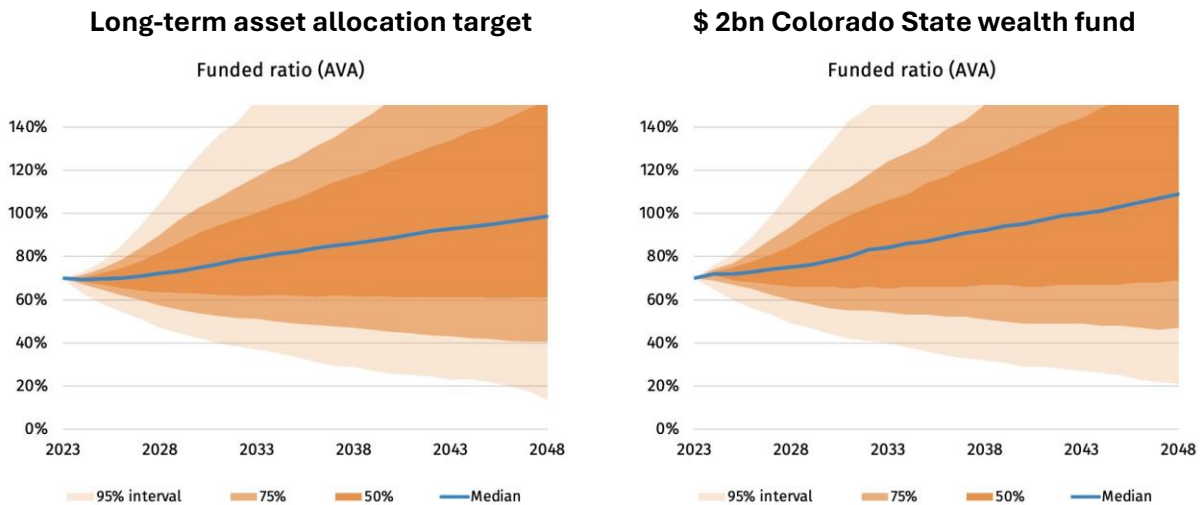 Long-term asset allocation target
Funded ratio (AVA)
140%
120%
100%
80%
60%
40%
20%
0%
2023 2028 2033 2038 2043 2048
95% interval 75% 50% Median
$ 2bn Colorado State wealth fund
Funded ratio (AVA)
140%
120%
100%
80%
60%
40%
20%
0%
2023 2028 2033 2038 2043 2048
95% interval 75% 50% Median